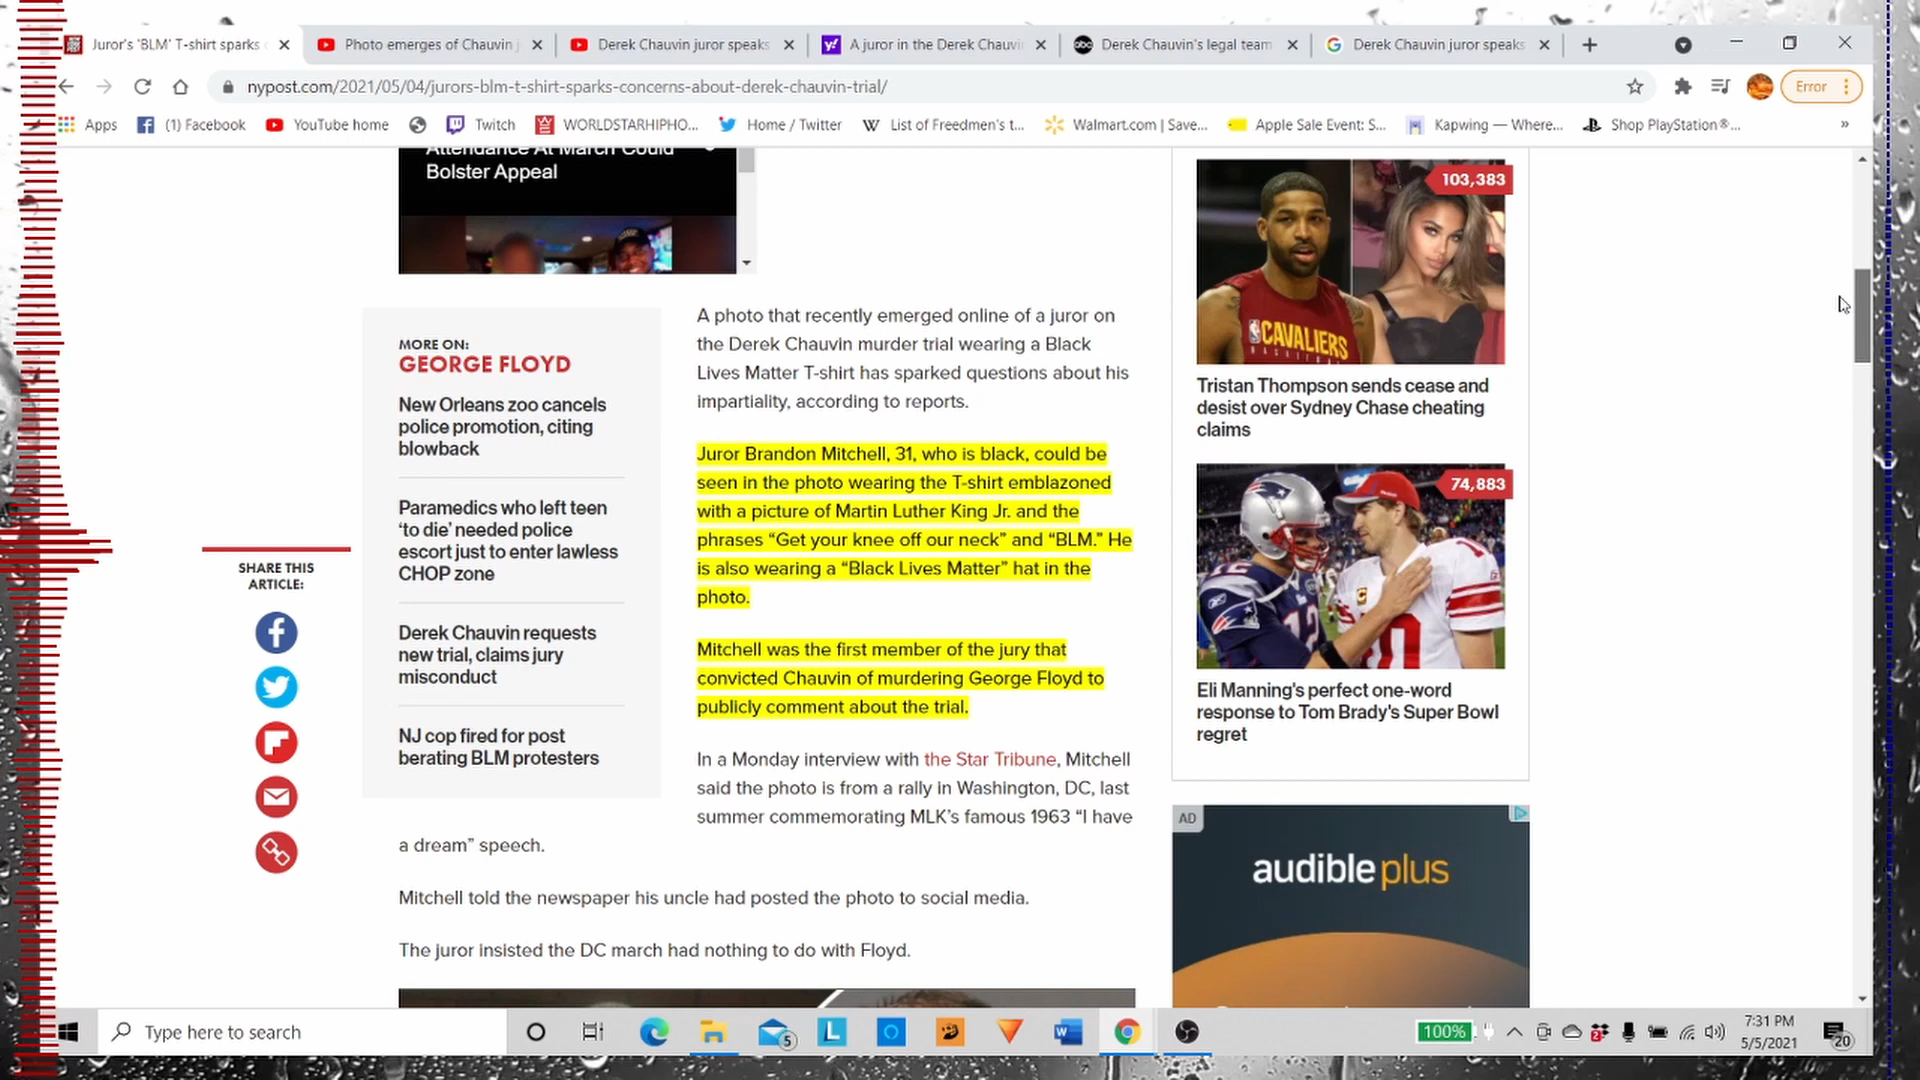 Juror's 'BLM' T-shirt sparks
Photo emerges of Chauvin j
Derek Chauvin juror speaks
A juror in the Derek Chauvi
Derek Chauvin's legal team
Derek Chauvin juror speaks
nypost.com/2021/05/04/jurors-blm-t-shirt-sparks-concerns-about-derek-chauvin-trial/
Error
Apps
(1) Facebook
YouTube home
Twitch
WORLDSTARHIPHO...
Home / Twitter
List of Freedmen's t...
Walmart.com | Save...
Apple Sale Event: S...
Kapwing — Where...
Shop PlayStation®...
»
Attendance At March Could
Bolster Appeal
MORE ON:
GEORGE FLOYD
New Orleans zoo cancels
police promotion, citing
blowback
Paramedics who left teen
'to die' needed police
escort just to enter lawless
CHOP zone
Derek Chauvin requests
new trial, claims jury
misconduct
NJ cop fired for post
berating BLM protesters
SHARE THIS
ARTICLE:
A photo that recently emerged online of a juror on
the Derek Chauvin murder trial wearing a Black
Lives Matter T-shirt has sparked questions about his
impartiality, according to reports.
Juror Brandon Mitchell, 31, who is black, could be
seen in the photo wearing the T-shirt emblazoned
with a picture of Martin Luther King Jr. and the
phrases “Get your knee off our neck” and “BLM.” He
is also wearing a “Black Lives Matter” hat in the
photo.
Mitchell was the first member of the jury that
convicted Chauvin of murdering George Floyd to
publicly comment about the trial.
In a Monday interview with the Star Tribune, Mitchell
said the photo is from a rally in Washington, DC, last
summer commemorating MLK’s famous 1963 “I have
a dream” speech.
Mitchell told the newspaper his uncle had posted the photo to social media.
The juror insisted the DC march had nothing to do with Floyd.
103,383
CAVALIERS
Tristan Thompson sends cease and
desist over Sydney Chase cheating
claims
74,883
Eli Manning's perfect one-word
response to Tom Brady's Super Bowl
regret
AD
audible plus
Type here to search
5
L
100%
7:31 PM
5/5/2021
20